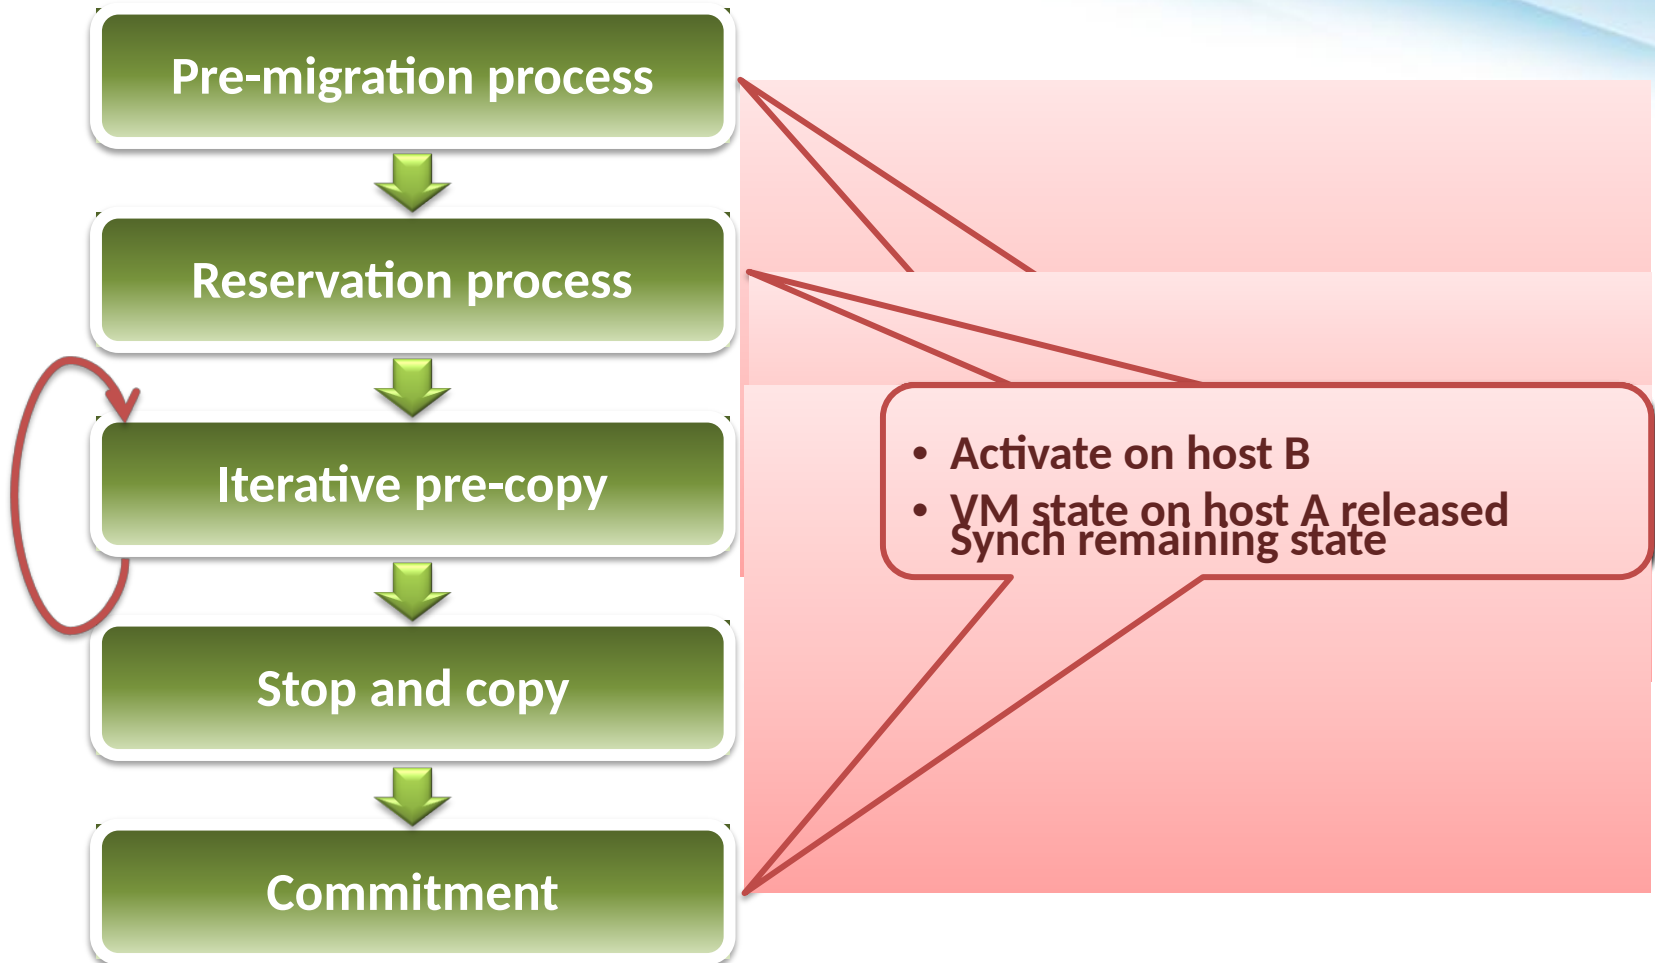 Pre-migration process
Reservation process
Iterative pre-copy
Stop and copy
Commitment
• Activate on host B
• VM state on host A released
Synch remaining state